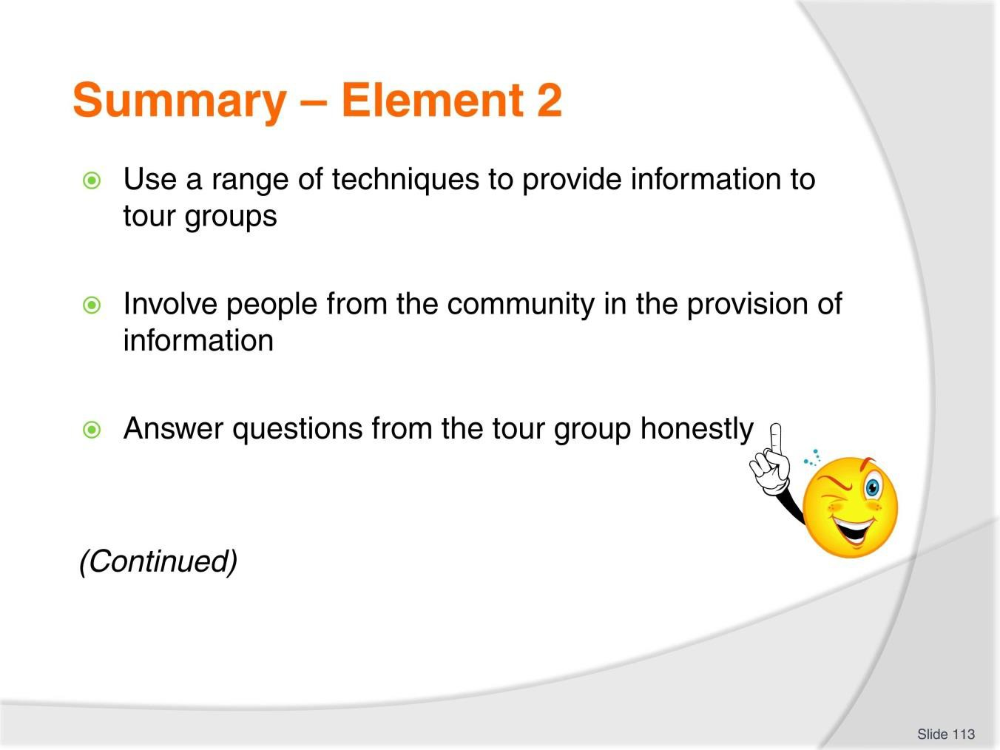 Summary – Element 2
Use a range of techniques to provide information to
tour groups
Involve people from the community in the provision of
information
Answer questions from the tour group honestly
(Continued)
Slide 113